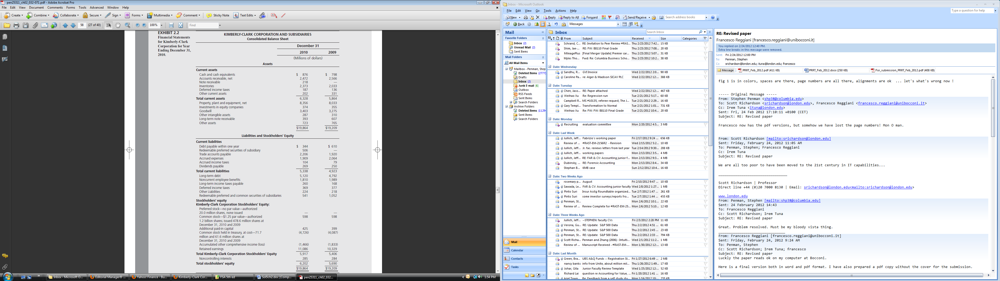 pen25311_ch02_032-071.pdf - Adobe Acrobat Pro
File Edit View Document Comments Forms Tools Advanced Window Help
Create Combine Collaborate Secure Sign Forms Multimedia Comment Sticky Note Text Edits
58 (27 of 40) 100% Find
EXHIBIT 2.2
Financial Statements
for Kimberly-Clark
Corporation for Year
Ending December 31,
2010.
KIMBERLY-CLARK CORPORATION AND SUBSIDIARIES
Consolidated Balance Sheet
December 31
2010 2009
(Millions of dollars)
Assets
Current assets
Cash and cash equivalents $ 876 $ 798
Accounts receivable, net 2,472 2,566
Note receivable 218 —
Inventories 2,373 2,033
Deferred income taxes 187 136
Other current assets 202 331
Total current assets 6,328 5,864
Property, plant and equipment, net 8,356 8,033
Investments in equity companies 374 355
Goodwill 3,403 3,275
Other intangible assets 287 310
Long-term note receivable 393 607
Other assets 723 765
$19,864 $19,209
Liabilities and Stockholders' Equity
Current liabilities
Debt payable within one year $ 344 $ 610
Redeemable preferred securities of subsidiary 506 —
Trade accounts payable 2,206 1,920
Accrued expenses 1,909 2,064
Accrued income taxes 104 79
Dividends payable 269 250
Total current liabilities 5,338 4,923
Long-term debt 5,120 4,792
Noncurrent employee benefits 1,810 1,989
Long-term income taxes payable 260 168
Deferred income taxes 369 377
Other Liabilities 224 218
Redeemable preferred and common securities of subsidiaries 541 1,052
Stockholders' equity
Kimberly-Clark Corporation Stockholders' Equity:
Preferred stock—no par value—authorized
20.0 million shares, none issued — —
Common stock—$1.25 par value—authorized 598 598
1.2 billion shares; issued 478.6 million shares at
December 31, 2010 and 2009
Additional paid-in capital 425 399
Common stock held in treasury, at cost—71.7 (4,726) (4,087)
million and 61.6 million shares at
December 31, 2010 and 2009
Accumulated other comprehensive income (loss) (1,466) (1,833)
Retained earnings 11,086 10,329
Total Kimberly-Clark Corporation Stockholders' Equity 5,917 5,406
Noncontrolling interests 285 284
Total stockholders' equity 6,202 5,690
$19,864 $19,209
Inbox - Microsoft O... Editorial Manager® ... Yahoo! Finance - Bu... Kimberly-Clark Cor... FSA 5th ed Sol5ch2.doc [Comp... pen25311_ch02_032... 1:54 PM
Inbox - Microsoft Outlook
Type a question for help
File Edit View Go Tools Actions Help
New Reply Reply to All Forward Send/Receive Search address books
Back Messages
Mail
Favorite Folders
Inbox (2)
Unread Mail (2)
Sent Items
Mail Folders
All Mail Items
Mailbox - Penman, Step
Deleted Items (2777)
Drafts
Inbox (2)
Junk E-mail [6]
Outbox
RSS Feeds
Sent Items
Search Folders
Archive Folders
Deleted Items (11294
Sent Items
Search Folders
Mail
Calendar
Contacts
Tasks
Inbox Search Inbox
From Subject Received Size Categories
Schrand, C... RE: Invitation to Peer Review #RAS... Thu 2/23/2012 7:42... 15 KB
Shim, Jae-... RE: FW: B8110 Final Grade Thu 2/23/2012 7:08... 20 KB
MileagePlus [Final Merger Update] Premier car... Thu 2/23/2012 5:07... 31 KB
Myles Tho... Fwd: Re: Columbia Business Scho... Thu 2/23/2012 10:2... 38 KB
Date: Wednesday
Sandhu, R... GVI Invoice Wed 2/22/2012 2:0... 90 KB
Caroline Pa... re: Alger & Madison SICAV PLC Wed 2/22/2012 12:... 388 KB
Date: Tuesday
Chen, Jaso... RE: Paper attached Wed 2/22/2012 12:... 467 KB
Weihao Xu Re: Regression run Tue 2/21/2012 5:17... 60 KB
Campbell R... MS #10135, referee request, The J... Tue 2/21/2012 2:29... 16 KB
Gary Templ... Transformation to Normal Tue 2/21/2012 1:01... 731 KB
Weihao Xu Re: FW: FW: B8110 Final Grade Tue 2/21/2012 10:4... 20 KB
Date: Monday
Recruiting evaluation committee Mon 2/20/2012 4:5... 3 MB
Date: Last Week
Jullich, Jeff... Fabrizio's working paper Fri 2/17/2012 9:24 ... 656 KB
Review of ... #RAST-EM-2156R2 - Revision Wed 2/15/2012 5:2... 10 KB
Jullich, Jeff... Jr. fac. reviews letters from last year Tue 2/14/2012 9:30... 208 KB
Jullich, Jeff... working papers Mon 2/13/2012 3:5... 4 MB
Jullich, Jeff... RE: FAR & CV: Accounting junior f... Mon 2/13/2012 9:3... 4 MB
Dubinsky, ... RE: Forensic Accounting Mon 2/13/2012 8:4... 34 KB
Stephan B... KMB case Sun 2/12/2012 10:4... 16 KB
Date: Two Weeks Ago
rosemary p... August Fri 2/10/2012 9:47 ... 10 KB
Sawada, Le... FAR & CV: Accounting junior faculty Wed 2/8/2012 1:27... 1 MB
Pinto Suri Insur Acctg Roundtable organized... Tue 2/7/2012 1:47 ... 261 KB
Pinto Suri some investor surveys/reports fro... Tue 2/7/2012 1:44 ... 455 KB
Penman, St... Mon 2/6/2012 10:1... 22 KB
Review of ... Review Complete for #RAST-EM-25... Mon 2/6/2012 5:10... 12 KB
Date: Three Weeks Ago
Jullich, Jeff... --STEPHEN: faculty CVs Fri 2/3/2012 2:28 PM 11 KB
Verona, Gu... RE: Update: S&P 500 Data Thu 2/2/2012 4:51 ... 61 KB
Penman, St... RE: Update: S&P 500 Data Thu 2/2/2012 2:45 ... 23 KB
Penman, St... RE: Update: S&P 500 Data Thu 2/2/2012 2:33 ... 794 KB
Scott Richa... Penman and Zhang (2006) : Intuiti... Wed 2/1/2012 11:2... 1 MB
Review of ... Manuscript Received - #RAST-EM-... Mon 1/30/2012 12:... 13 KB
Date: Last Month
Green, Bra... UBS A&Q Funds -- Registration St... Fri 1/27/2012 6:49 ... 2 MB
nancy banks info from Unite, about million mil... Thu 1/26/2012 1:49... 17 KB
Johar, Gita Junior Faculty Review Template Wed 1/25/2012 12:... 52 KB
Richard Lai question re Accounting for Value, ... Fri 1/20/2012 1:41 ... 16 KB
Ariel Town... Re: Feedback from a self study stu... Mon 1/16/2012 10:... 235 KB
RE: Revised paper
Francesco Reggiani [francesco.reggiani@unibocconi.it]
You replied on 2/24/2012 12:40 PM.
Extra line breaks in this message were removed.
Sent: Fri 2/24/2012 12:00 PM
To: Penman, Stephen
Cc: srichardson@london.edu; ituna@london.edu; francesco
Message PRRT_Feb_2012.pdf (411 KB) PRRT_Feb_2012.docx (250 KB) For_submission_PRRT_Feb_2012.pdf (408 KB)
fig 1 is in colors, spaces are there, page numbers are all there, alignments are ok ... let's what's wrong now !
----- Original Message -----
From: Stephen Penman <shp38@columbia.edu>
To: Scott Richardson <srichardson@london.edu>, Francesco Reggiani <francesco.reggiani@unibocconi.it>
Cc: Irem Tuna <ituna@london.edu>
Sent: Fri, 24 Feb 2012 17:10:11 +0100 (CET)
Subject: RE: Revised paper
Francesco now has the pdf versions, but somehow we have lost the page numbers! Mon O man.
From: Scott Richardson [mailto:srichardson@london.edu]
Sent: Friday, February 24, 2012 11:05 AM
To: Penman, Stephen; Francesco Reggiani
Cc: Irem Tuna
Subject: RE: Revised paper
We are all too poor to have been moved to the 21st century in IT capabilities...
Scott Richardson | Professor
Direct line +44 (0)20 7000 8130 | Email: srichardson@london.edu<mailto:srichardson@london.edu>
www.london.edu
From: Penman, Stephen [mailto:shp38@columbia.edu]
Sent: 24 February 2012 14:43
To: Francesco Reggiani
Cc: Scott Richardson; Irem Tuna
Subject: RE: Revised paper
Great. Problem resolved. Must be my bloody vista thing.
From: Francesco Reggiani [francesco.reggiani@unibocconi.it]
Sent: Friday, February 24, 2012 9:24 AM
To: Penman, Stephen
Cc: Scott Richardson; Irem Tuna; francesco
Subject: RE: Revised paper
Luckly the paper reads ok on my computer at Bocconi.
Here is a final version both in word and pdf format. I have also prepared a pdf copy without the cover for the submission.